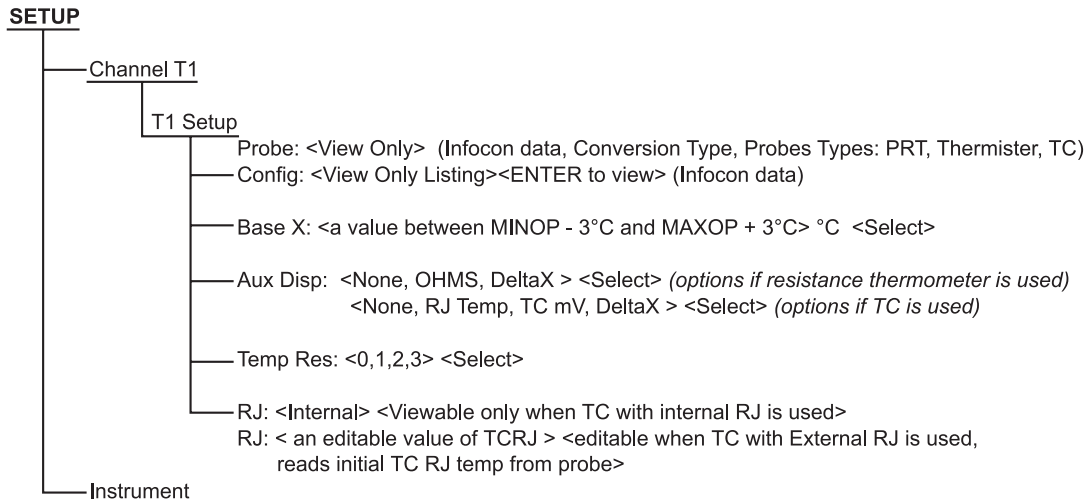 SETUP
Channel T1
T1 Setup
Probe: <View Only> (Infocon data, Conversion Type, Probes Types: PRT, Thermister, TC)
Config: <View Only Listing><ENTER to view> (Infocon data)
Base X: <a value between MINOP - 3°C and MAXOP + 3°C> °C <Select>
Aux Disp: <None, OHMS, DeltaX > <Select> (options if resistance thermometer is used)
<None, RJ Temp, TC mV, DeltaX > <Select> (options if TC is used)
Temp Res: <0,1,2,3> <Select>
RJ: <Internal> <Viewable only when TC with internal RJ is used>
RJ: < an editable value of TCRJ > <editable when TC with External RJ is used,
reads initial TC RJ temp from probe>
Instrument